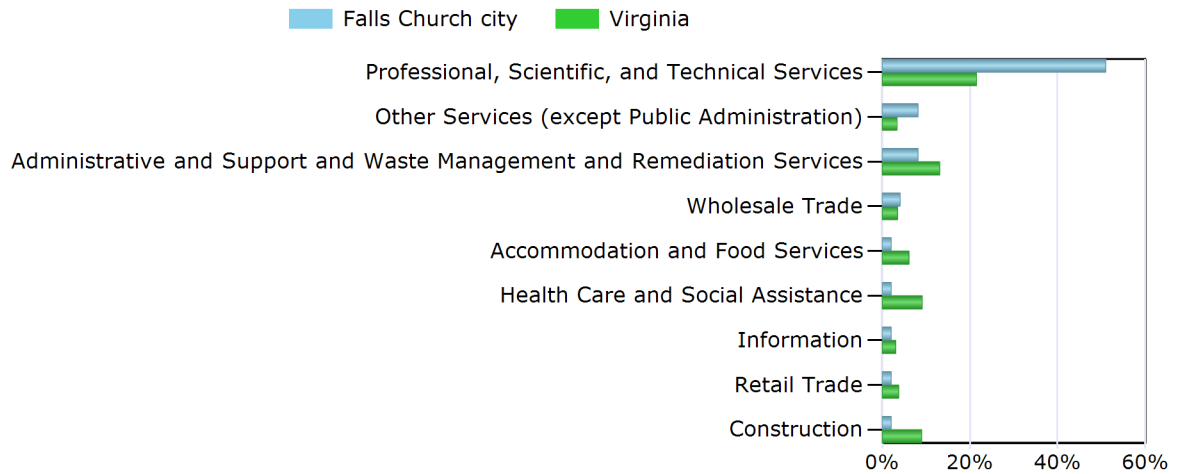 Falls Church city Virginia
Professional, Scientific, and Technical Services
Other Services (except Public Administration)
Administrative and Support and Waste Management and Remediation Services
Wholesale Trade
Accommodation and Food Services
Health Care and Social Assistance
Information
Retail Trade
Construction
0% 20% 40% 60%